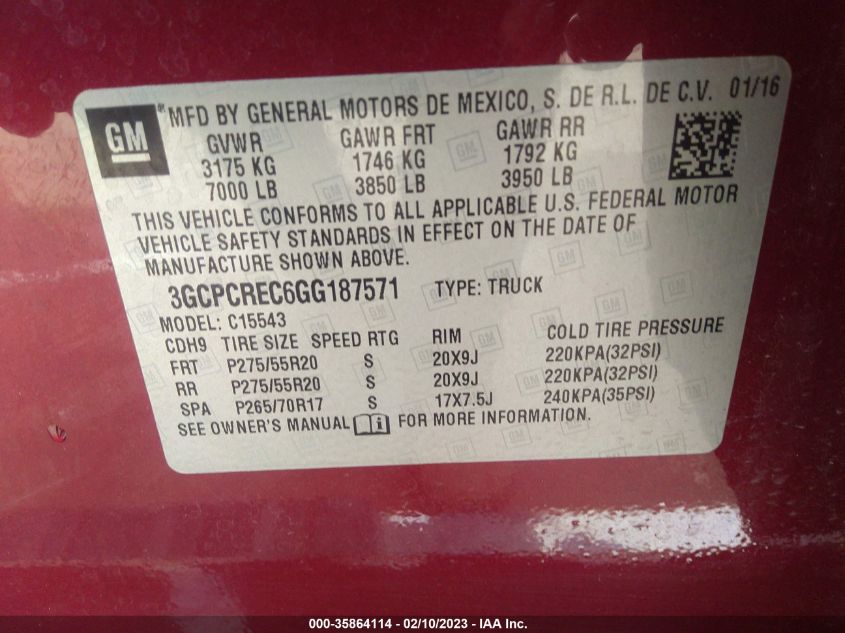 GM
® MFD BY GENERAL MOTORS DE MEXICO, S. DE R.L. DE C.V. 01/16
GVWR GAWR FRT GAWR RR
3175 KG 1746 KG 1792 KG
7000 LB 3850 LB 3950 LB
THIS VEHICLE CONFORMS TO ALL APPLICABLE U.S. FEDERAL MOTOR
VEHICLE SAFETY STANDARDS IN EFFECT ON THE DATE OF
MANUFACTURE SHOWN ABOVE.
3GCPCREC6GG187571 TYPE: TRUCK
MODEL: C15543
CDH9 TIRE SIZE SPEED RTG RIM COLD TIRE PRESSURE
FRT P275/55R20 S 20X9J 220KPA(32PSI)
RR P275/55R20 S 20X9J 220KPA(32PSI)
SPA P265/70R17 S 17X7.5J 240KPA(35PSI)
SEE OWNER'S MANUAL i FOR MORE INFORMATION.
000-35864114 - 02/10/2023 - IAA Inc.